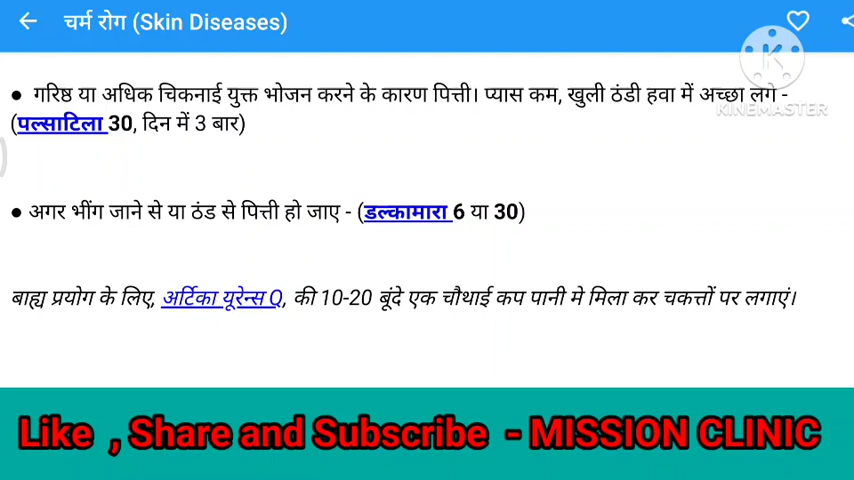 चर्म रोग (Skin Diseases)
● गरिष्ठ या अधिक चिकनाई युक्त भोजन करने के कारण पित्ती। प्यास कम, खुली ठंडी हवा में अच्छा लगे -
(पल्साटिला 30, दिन में 3 बार)
● अगर भींग जाने से या ठंड से पित्ती हो जाए - (डल्कामारा 6 या 30)
बाह्य प्रयोग के लिए, अर्टिका यूरेन्स Q, की 10-20 बूंदे एक चौथाई कप पानी मे मिला कर चकत्तों पर लगाएं।
Like , Share and Subscribe - MISSION CLINIC
K
KINEMASTER